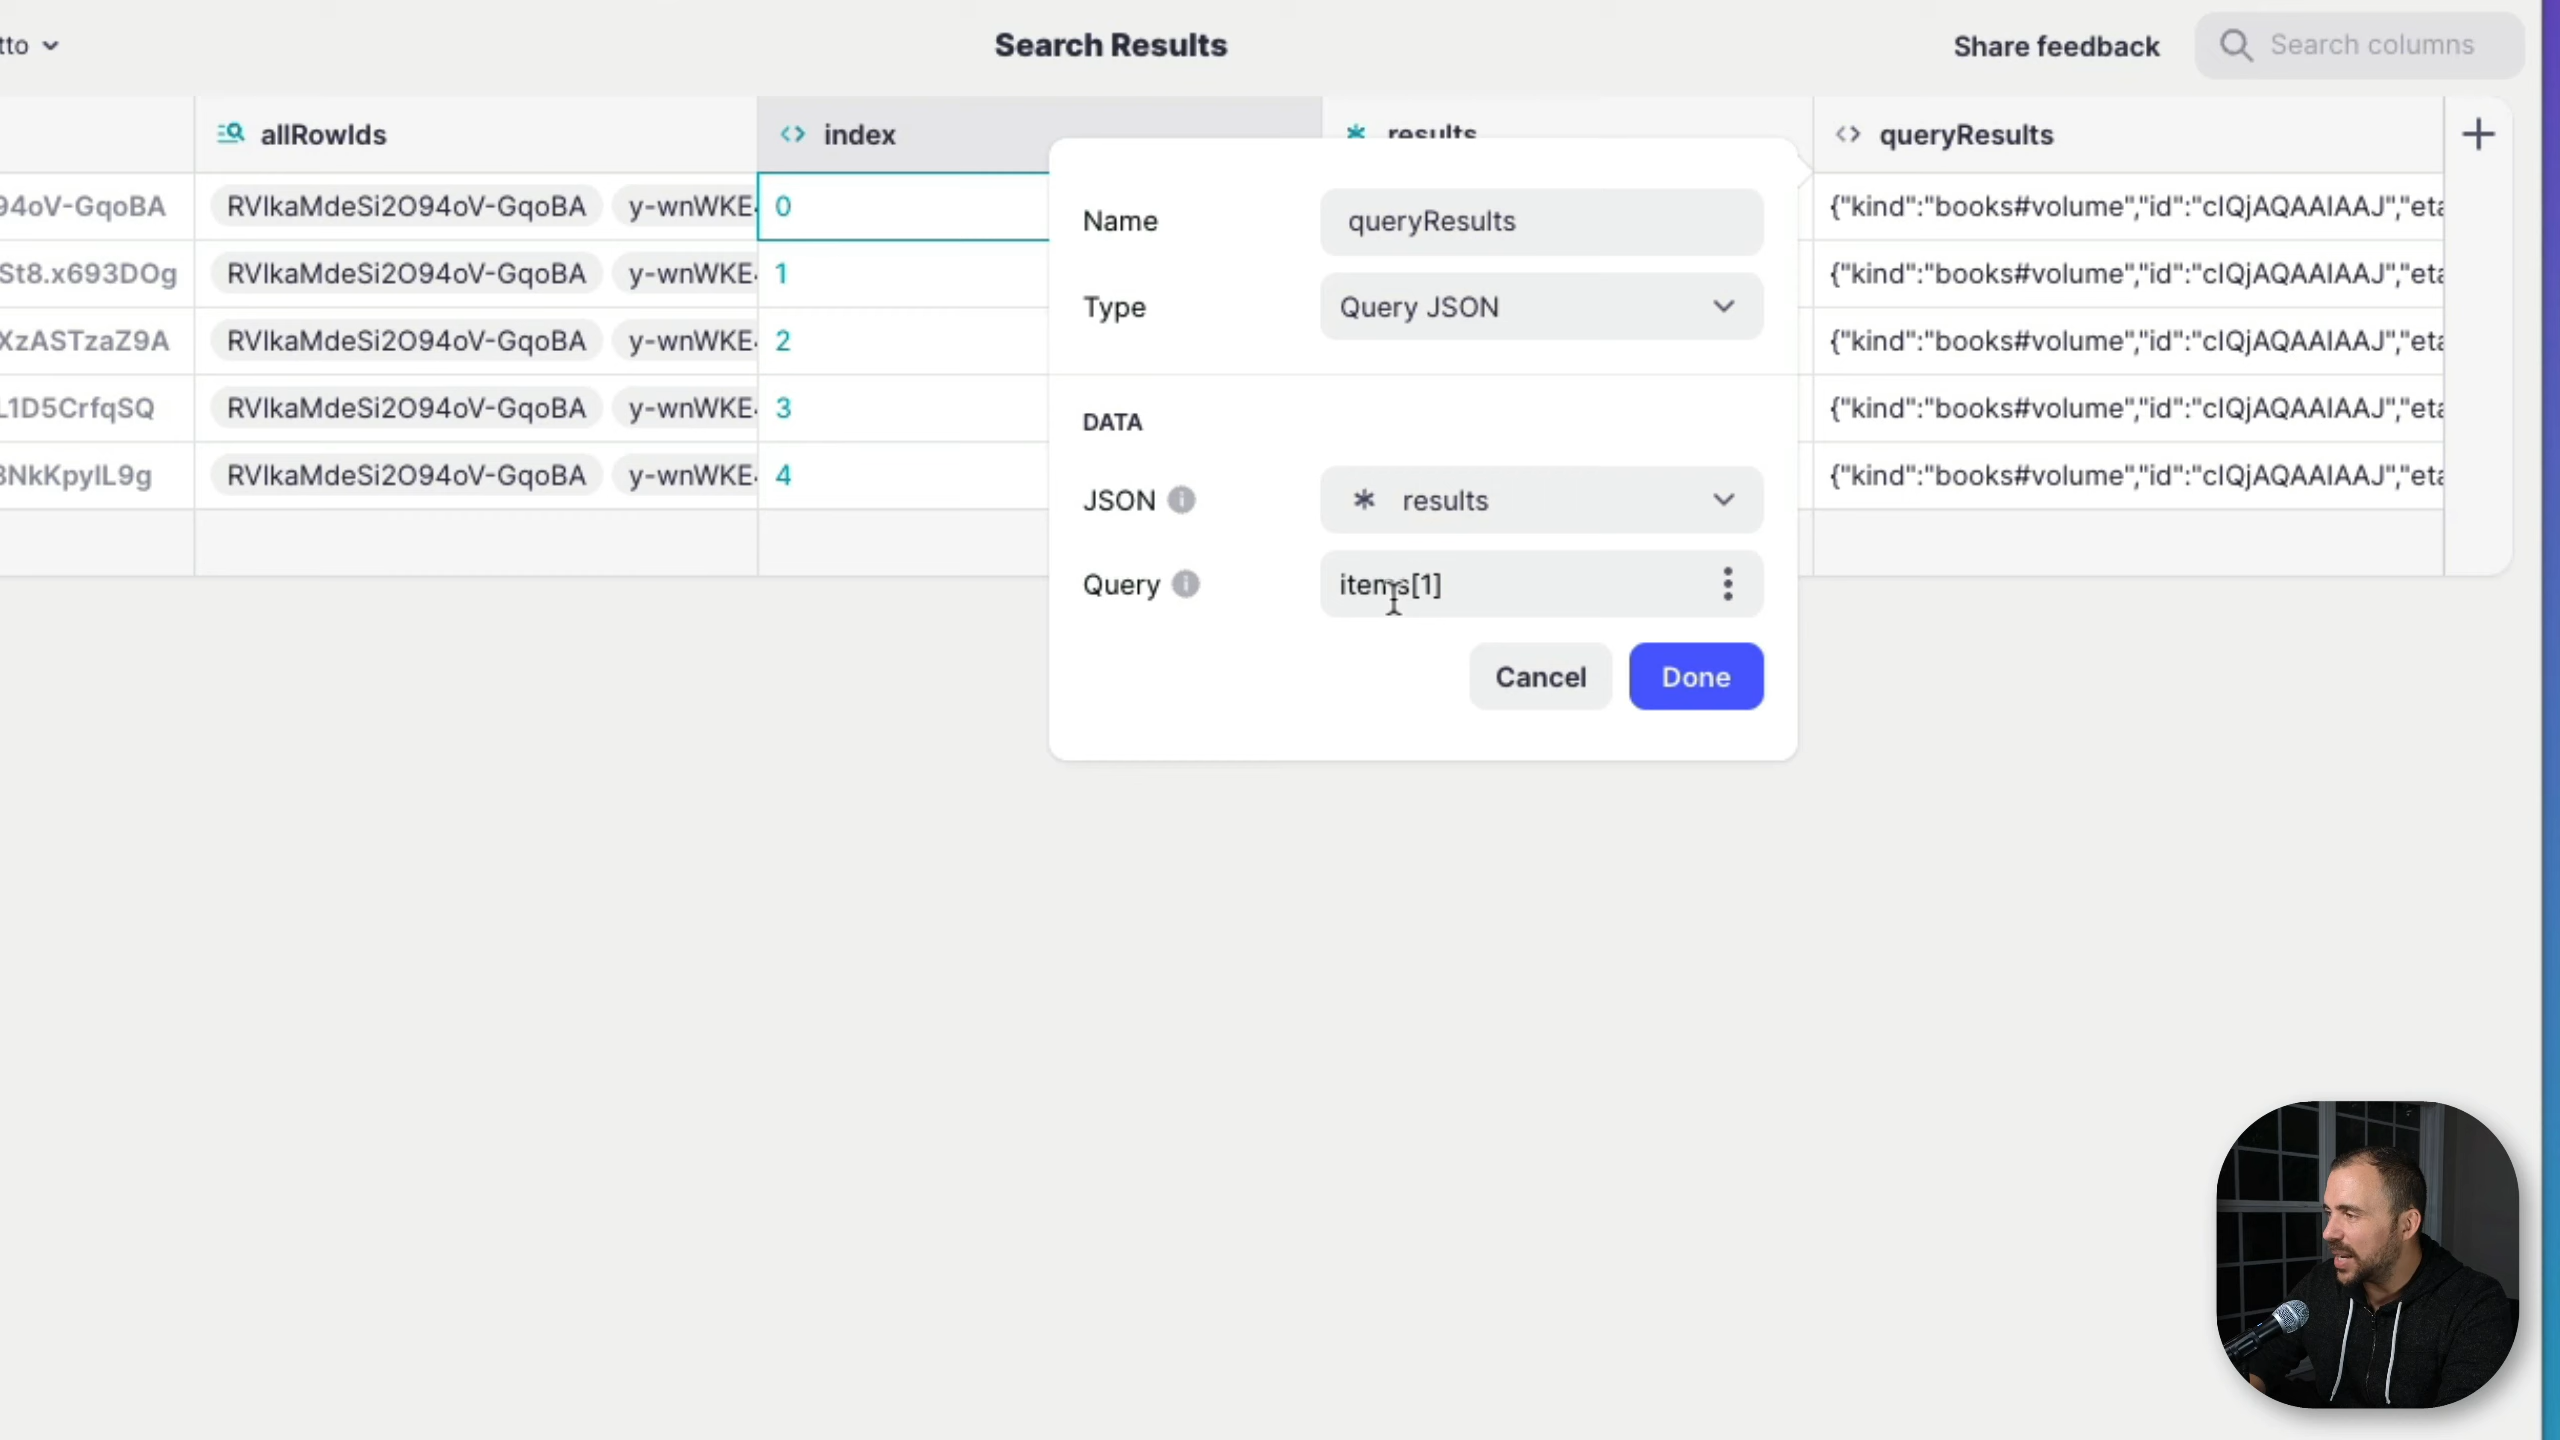 tto
Search Results
Share feedback
Search columns
allRowIds
index
results
queryResults
94oV-GqoBA
RVIkaMdeSi2O94oV-GqoBA
y-wnWKE
0
{"kind":"books#volume","id":"cIQjAQAAIAAJ","eta
St8.x693DOg
RVIkaMdeSi2O94oV-GqoBA
y-wnWKE
1
{"kind":"books#volume","id":"cIQjAQAAIAAJ","eta
XzASTzaZ9A
RVIkaMdeSi2O94oV-GqoBA
y-wnWKE
2
{"kind":"books#volume","id":"cIQjAQAAIAAJ","eta
L1D5CrfqSQ
RVIkaMdeSi2O94oV-GqoBA
y-wnWKE
3
{"kind":"books#volume","id":"cIQjAQAAIAAJ","eta
3NkKpyIL9g
RVIkaMdeSi2O94oV-GqoBA
y-wnWKE
4
{"kind":"books#volume","id":"cIQjAQAAIAAJ","eta
Name
queryResults
Type
Query JSON
DATA
JSON
results
Query
items[1]
Cancel
Done